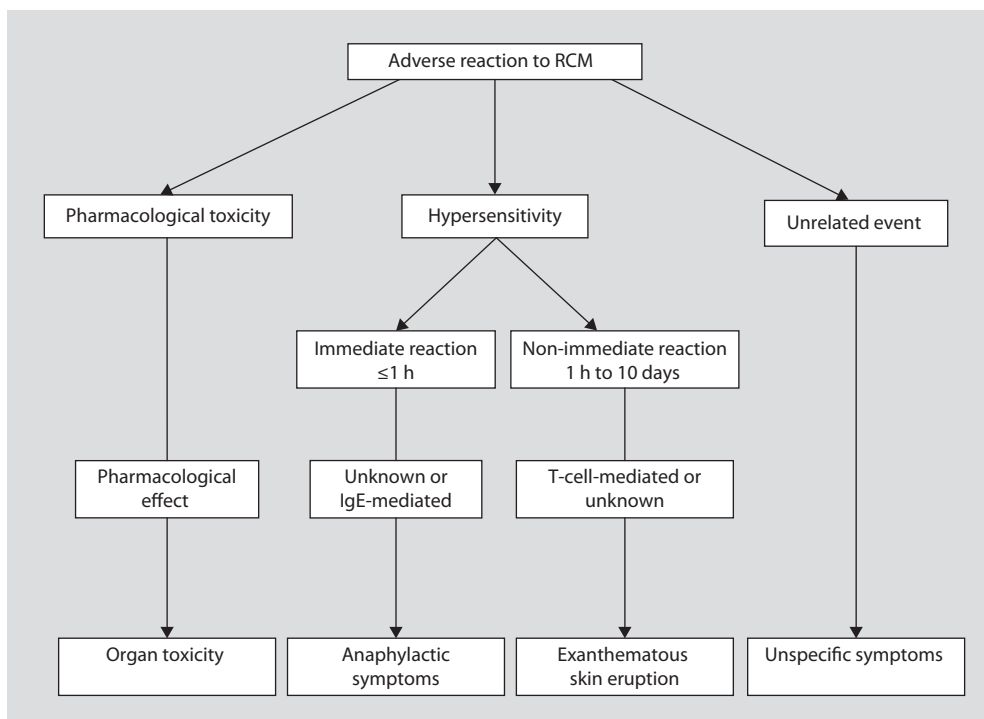 Adverse reaction to RCM
Pharmacological toxicity
Hypersensitivity
Unrelated event
Immediate reaction
≤1 h
Non-immediate reaction
1 h to 10 days
Pharmacological
effect
Unknown or
IgE-mediated
T-cell-mediated or
unknown
Organ toxicity
Anaphylactic
symptoms
Exanthematous
skin eruption
Unspecific symptoms